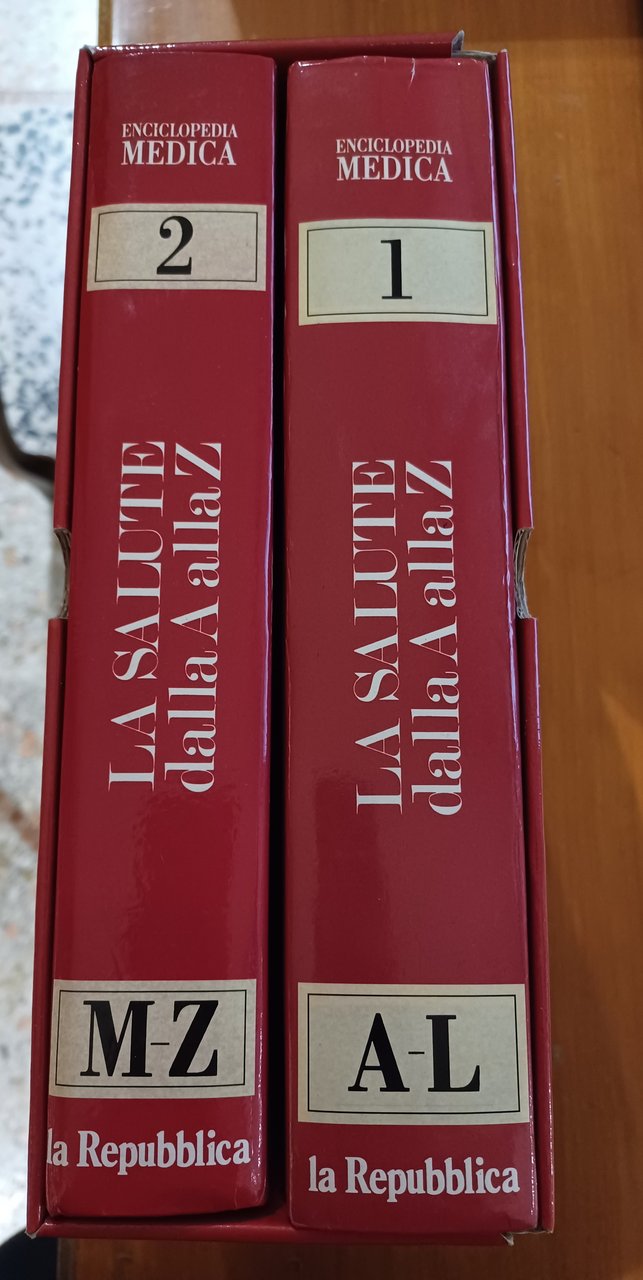 ENCICLOPEDIA
MEDICA
2
LA SALUTE
dalla A alla Z
M-Z
la Repubblica
ENCICLOPEDIA
MEDICA
1
LA SALUTE
dalla A alla Z
A-L
la Repubblica